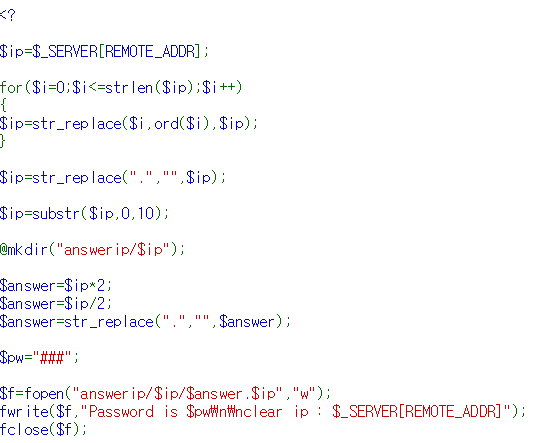 <?
$ip=$_SERVER[REMOTE_ADDR];
for($i=0;$i<=strlen($ip);$i++)
{
$ip=str_replace($i,ord($i),$ip);
}
$ip=str_replace(".","",$ip);
$ip=substr($ip,0,10);
@mkdir("answerip/$ip");
$answer=$ip*2;
$answer=$ip/2;
$answer=str_replace(".","",$answer);
$pw="###";
$f=fopen("answerip/$ip/$answer.$ip","w");
fwrite($f,"Password is $pw₩n₩nclear ip : $_SERVER[REMOTE_ADDR]");
fclose($f);